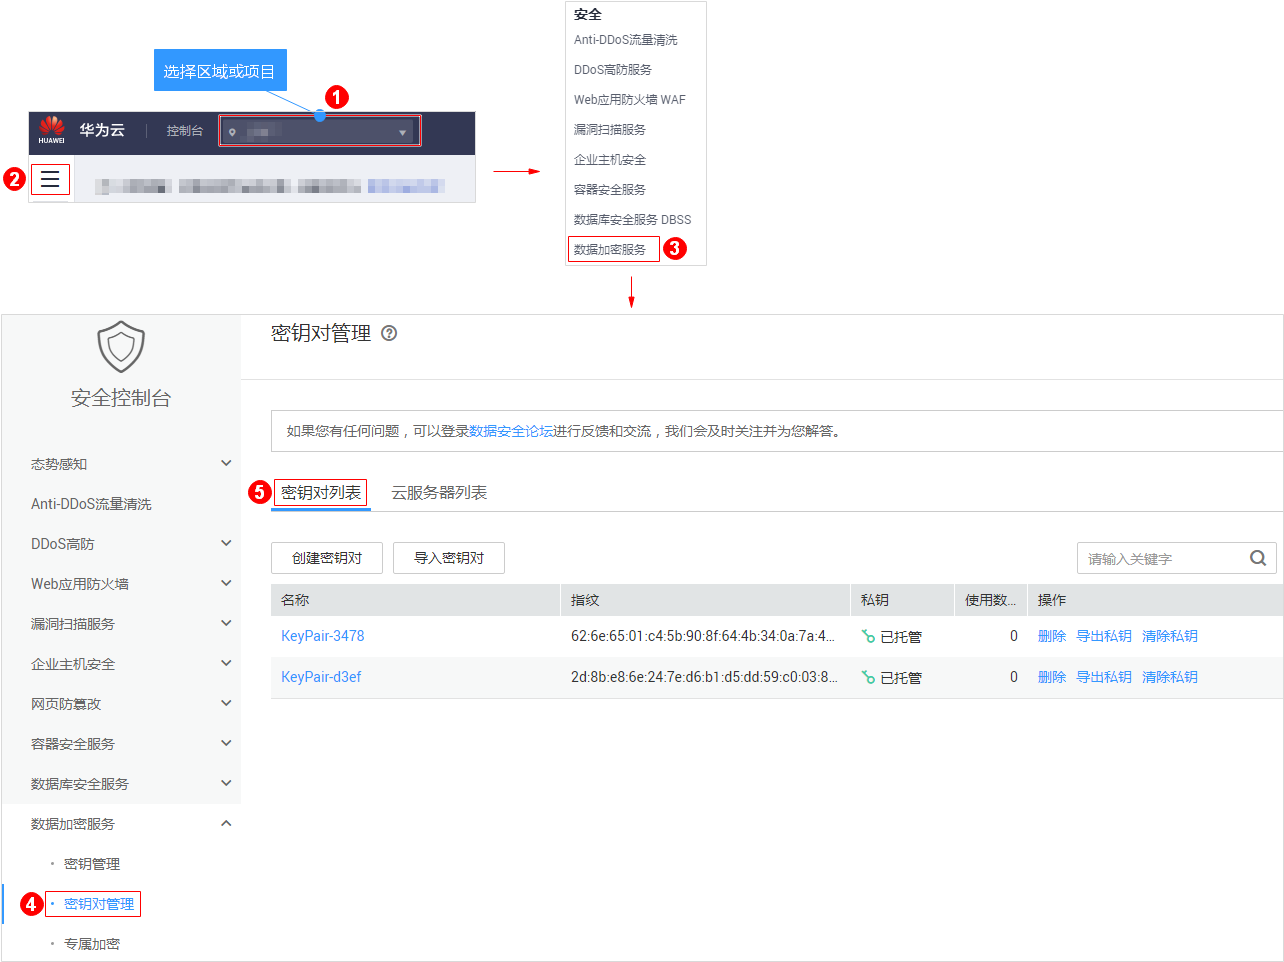 选择区域或项目
1
HUAWEI
华为云
控制台
2
安全
Anti-DDoS流量清洗
DDoS高防服务
Web应用防火墙 WAF
漏洞扫描服务
企业主机安全
容器安全服务
数据库安全服务 DBSS
数据加密服务
3
安全控制台
态势感知
Anti-DDoS流量清洗
DDoS高防
Web应用防火墙
漏洞扫描服务
企业主机安全
网页防篡改
容器安全服务
数据库安全服务
数据加密服务
密钥管理
4
密钥对管理
专属加密
密钥对管理 ?
如果您有任何问题，可以登录数据安全论坛进行反馈和交流，我们会及时关注并为您解答。
5
密钥对列表 云服务器列表
创建密钥对 导入密钥对 请输入关键字
名称 指纹 私钥 使用数... 操作
KeyPair-3478 62:6e:65:01:c4:5b:90:8f:64:4b:34:0a:7a:4... 已托管 0 删除 导出私钥 清除私钥
KeyPair-d3ef 2d:8b:e8:6e:24:7e:d6:b1:d5:dd:59:c0:03:8... 已托管 0 删除 导出私钥 清除私钥